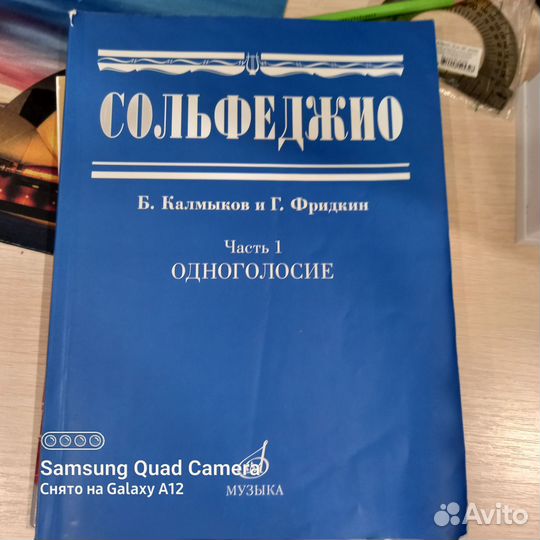 СОЛЬФЕДЖИО
Б. Калмыков и Г. Фридкин
Часть 1
ОДНОГОЛОСИЕ
МУЗЫКА
Samsung Quad Camera
Снято на Galaxy A12
Avito